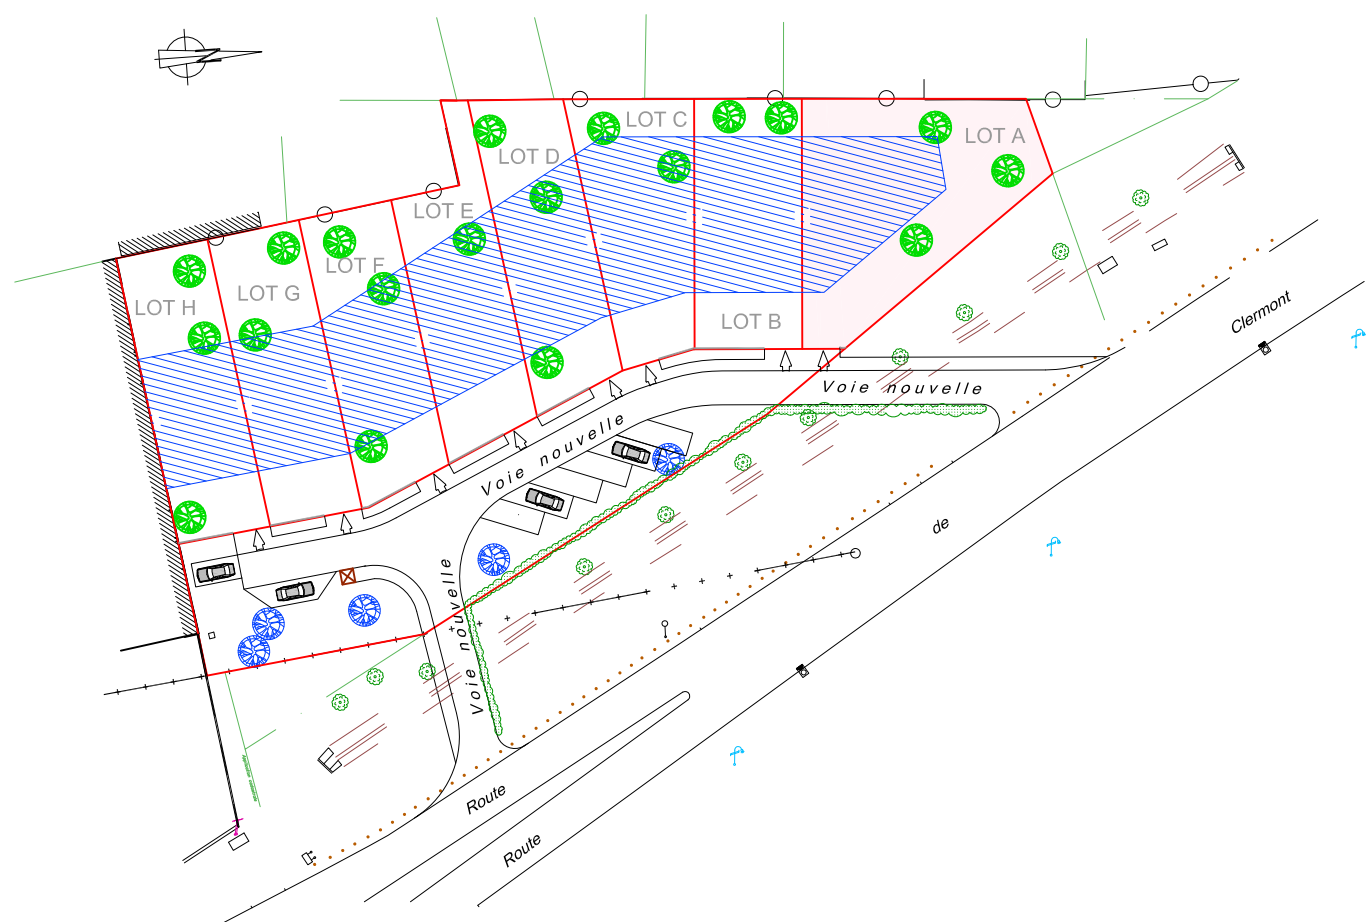 LOT C
LOT A
LOT D
LOT E
LOT F
LOT G
LOT H
LOT B
Clermont
Voie nouvelle
Voie nouvelle
de
Voie nouvelle
Route
Route